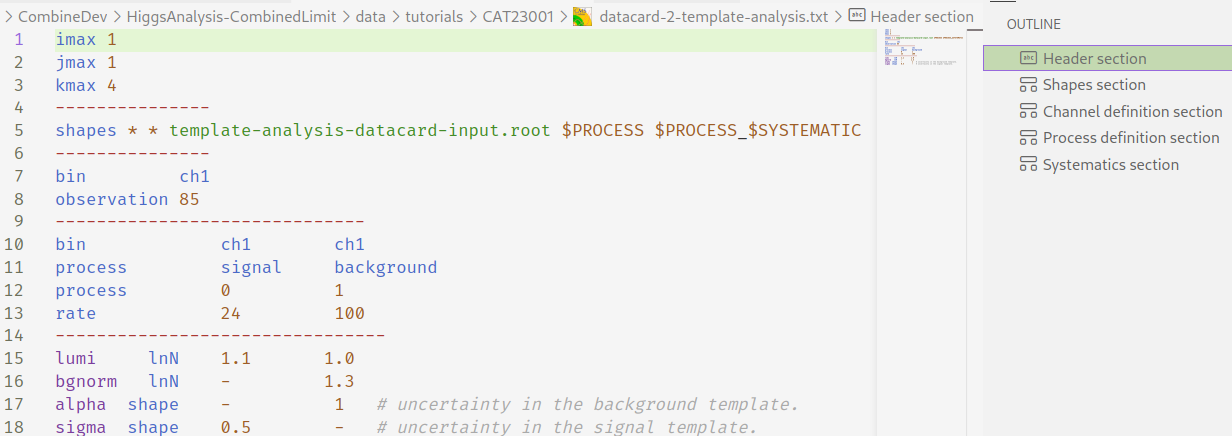 CombineDev > HiggsAnalysis-CombinedLimit > data > tutorials > CAT23001 > datacard-2-template-analysis.txt > Header section
1 imax 1
2 jmax 1
3 kmax 4
4 ---------------
5 shapes * * template-analysis-datacard-input.root $PROCESS $PROCESS_$SYSTEMATIC
6 ---------------
7 bin         ch1
8 observation 85
9 ------------------------------
10 bin             ch1        ch1
11 process         signal     background
12 process         0          1
13 rate            24         100
14 --------------------------------
15 lumi     lnN    1.1       1.0
16 bgnorm   lnN    -         1.3
17 alpha  shape    -          1   # uncertainty in the background template.
18 sigma  shape    0.5        -   # uncertainty in the signal template.
OUTLINE
Header section
Shapes section
Channel definition section
Process definition section
Systematics section